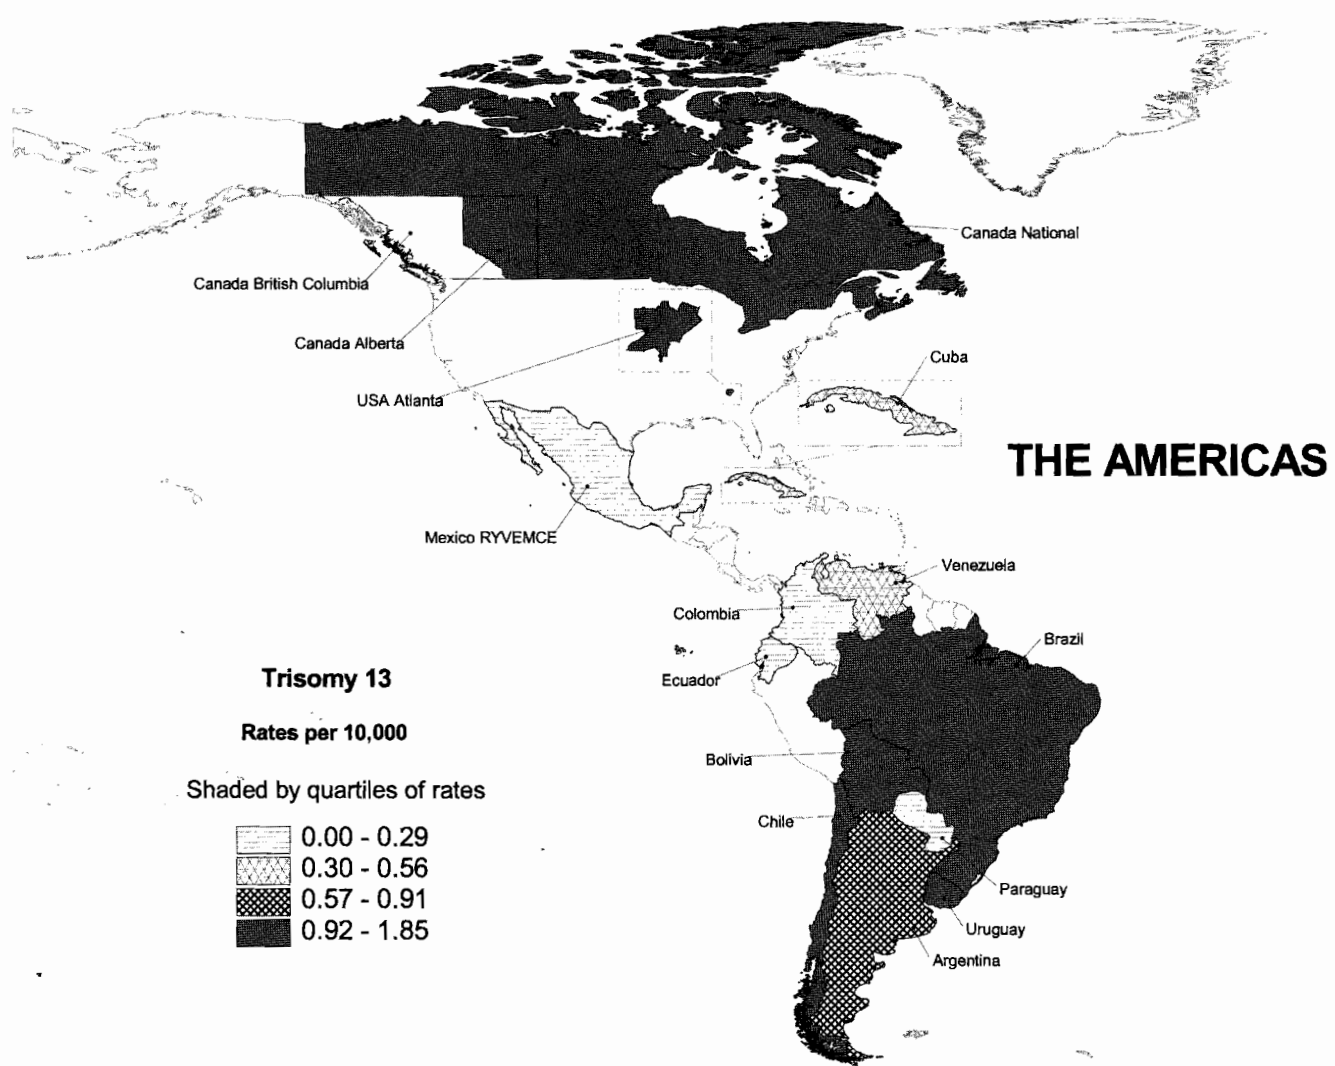 Canada National
Canada British Columbia
Canada Alberta
Cuba
USA Atlanta
THE AMERICAS
Mexico RYVEMCE
Venezuela
Colombia
Brazil
Ecuador
Trisomy 13
Rates per 10,000
Bolivia
Shaded by quartiles of rates
Chile
0.00 - 0.29
0.30 - 0.56
0.57 - 0.91
0.92 - 1.85
Paraguay
Uruguay
Argentina